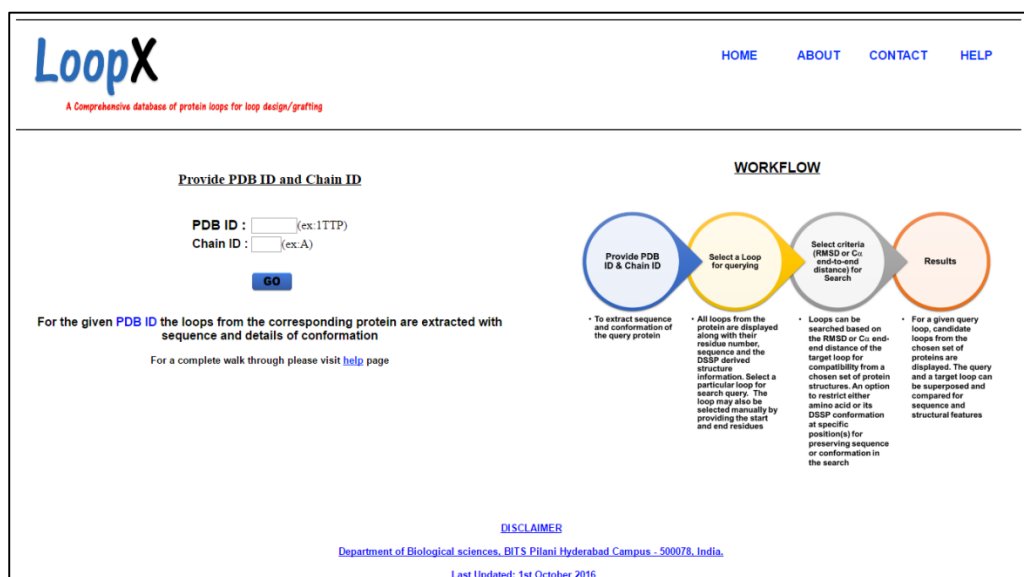 LoopX
A Comprehensive database of protein loops for loop design/grafting
HOME ABOUT CONTACT HELP
Provide PDB ID and Chain ID
PDB ID : (ex:1TTP)
Chain ID : (ex:A)
GO
For the given PDB ID the loops from the corresponding protein are extracted with
sequence and details of conformation
For a complete walk through please visit help page
WORKFLOW
Provide PDB
ID & Chain ID
Select a Loop
for querying
Select criteria
(RMSD or Cα
end-to-end
distance) for
Search
Results
• To extract sequence
and conformation of
the query protein
• All loops from the
protein are displayed
along with their
residue number,
sequence and the
DSSP derived
structure
information. Select a
particular loop for
search query. The
loop may also be
selected manually by
providing the start
and end residues
• Loops can be
searched based on
the RMSD or Cα end-
end distance of the
target loop for
compatibility from a
chosen set of protein
structures. An option
to restrict either
amino acid or its
DSSP conformation
at specific
position(s) for
preserving sequence
or conformation in
the search
• For a given query
loop, candidate
loops from the
chosen set of
proteins are
displayed. The query
and a target loop can
be superposed and
compared for
sequence and
structural features
DISCLAIMER
Department of Biological sciences, BITS Pilani Hyderabad Campus - 500078, India.
Last Updated: 1st October 2016